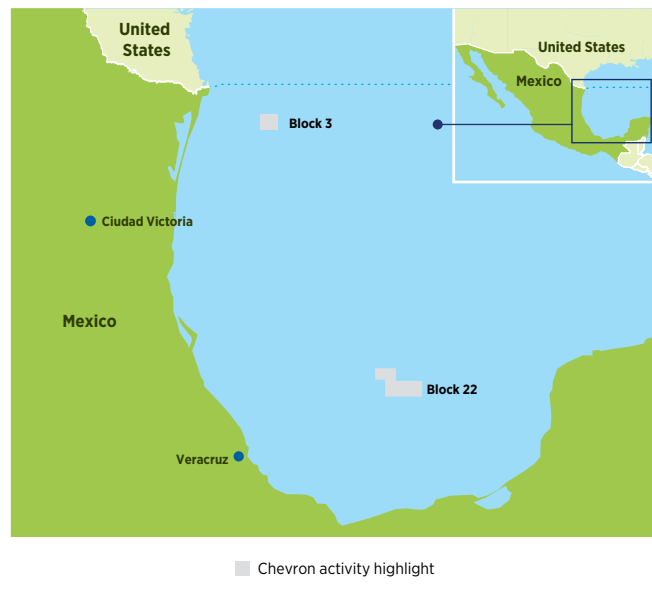 United
States
United States
Mexico
Block 3
Ciudad Victoria
Mexico
Block 22
Veracruz
Chevron activity highlight